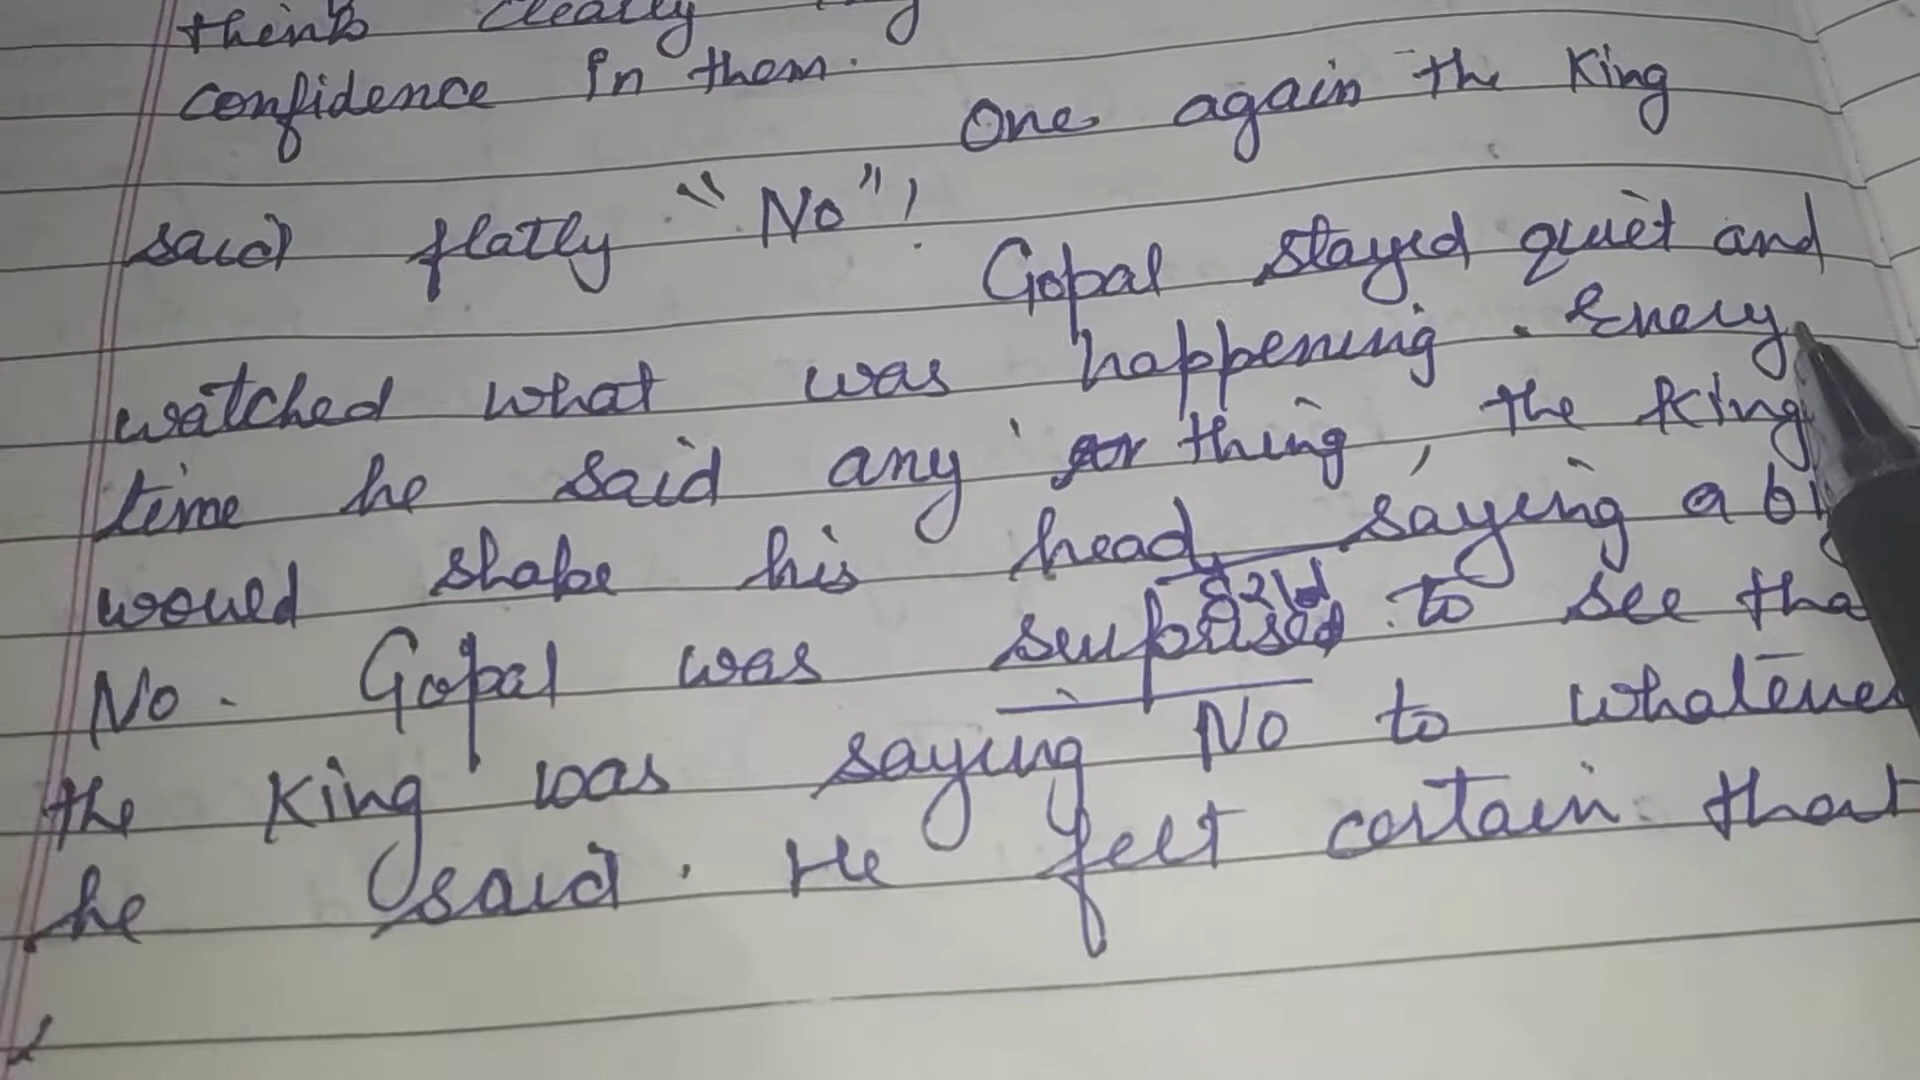 think clearly
confidence in them.
One again the King
said flatly "No"!
Gopal stayed quiet and
watched what was happening. Every
time he said any thing, the King
would shake his head, saying a
No. Gopal was surprised to see
the King was saying No to whatever
he said. He felt certain that